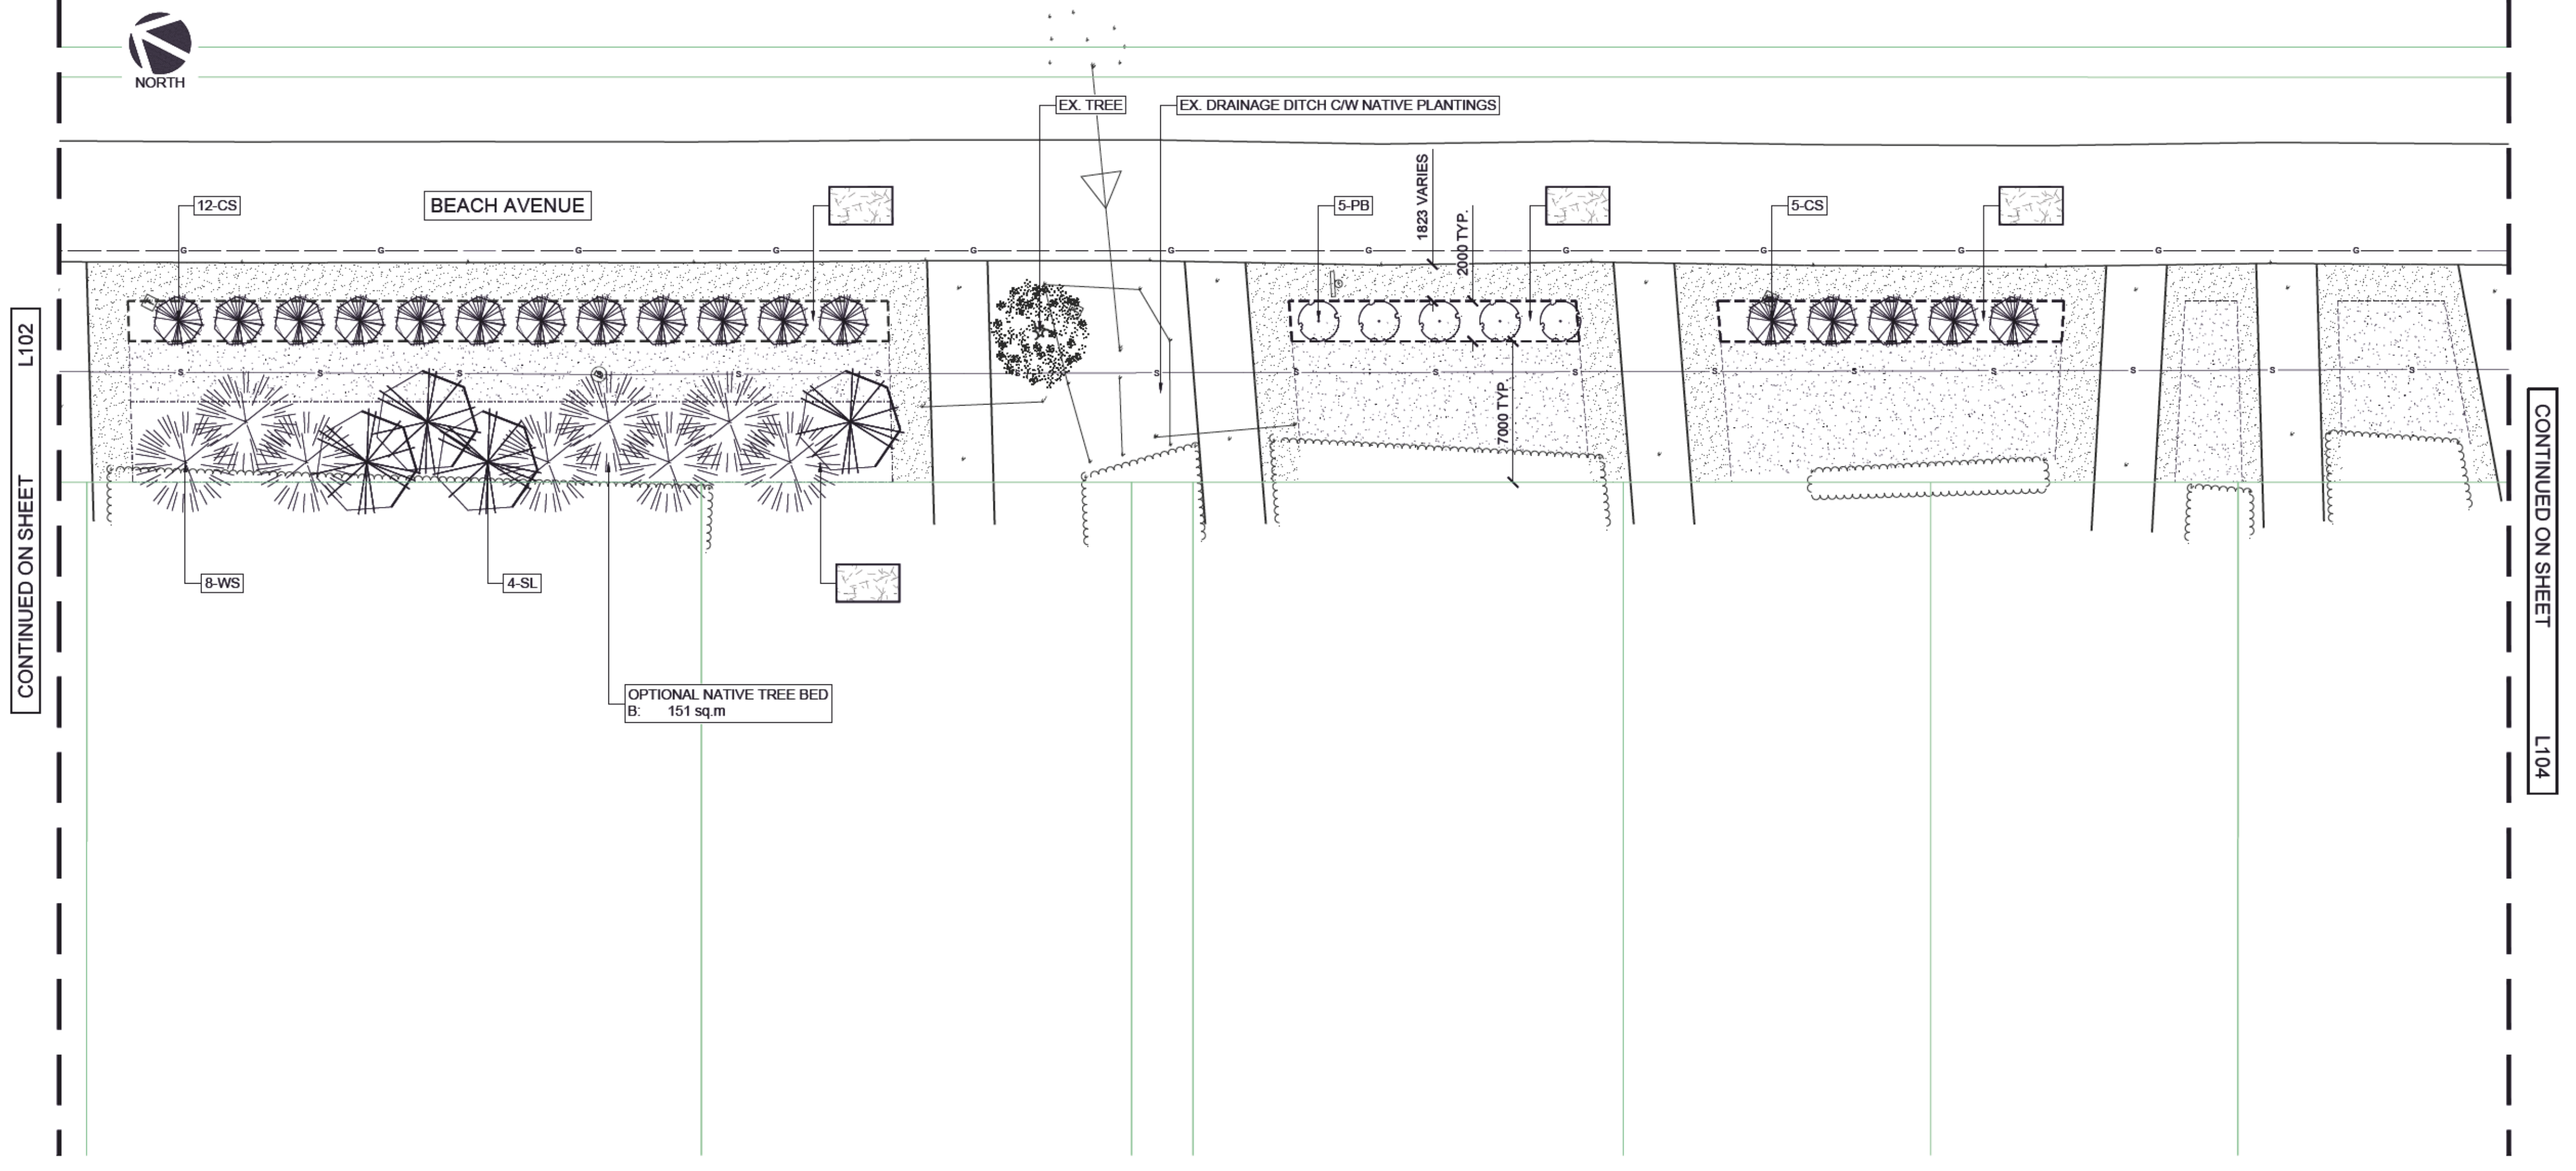 NORTH
EX. TREE
EX. DRAINAGE DITCH C/W NATIVE PLANTINGS
12-CS
BEACH AVENUE
5-PB
1823 VARIES
2000 TYP.
5-CS
G G G G G G G G G G G G
S S S S S S S S S S S S S S S S S
7000 TYP.
CONTINUED ON SHEET L102
CONTINUED ON SHEET L104
8-WS
4-SL
OPTIONAL NATIVE TREE BED
B: 151 sq.m